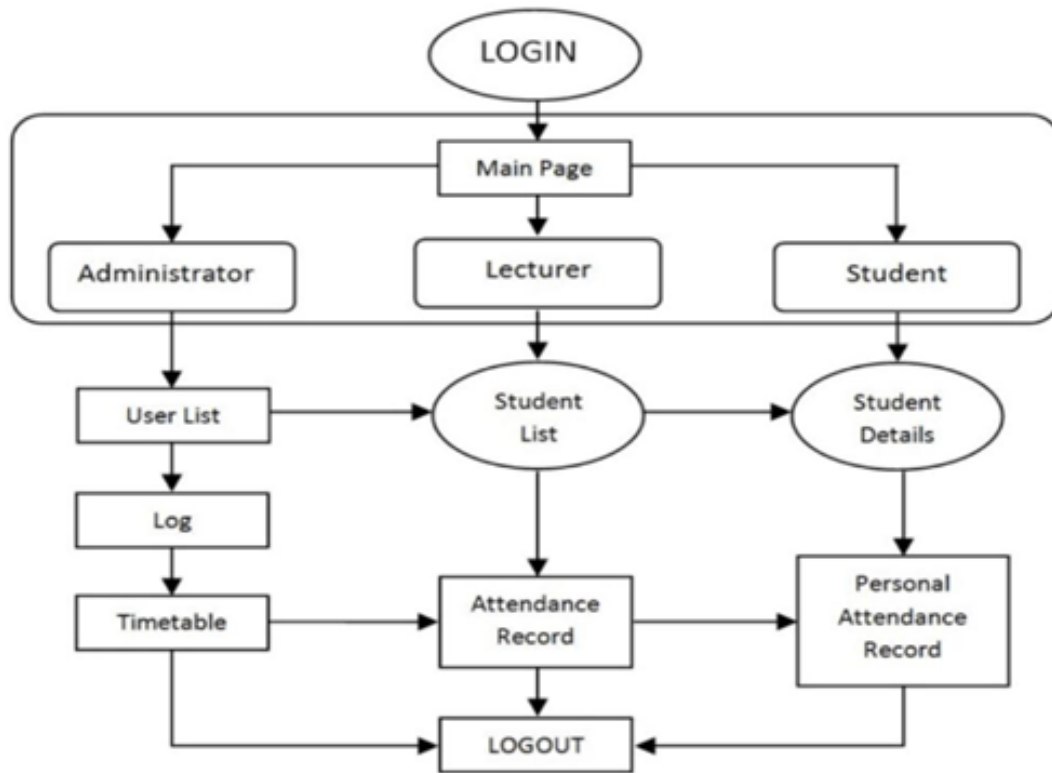 LOGIN
Main Page
Administrator
Lecturer
Student
User List
Student
List
Student
Details
Log
Timetable
Attendance
Record
Personal
Attendance
Record
LOGOUT